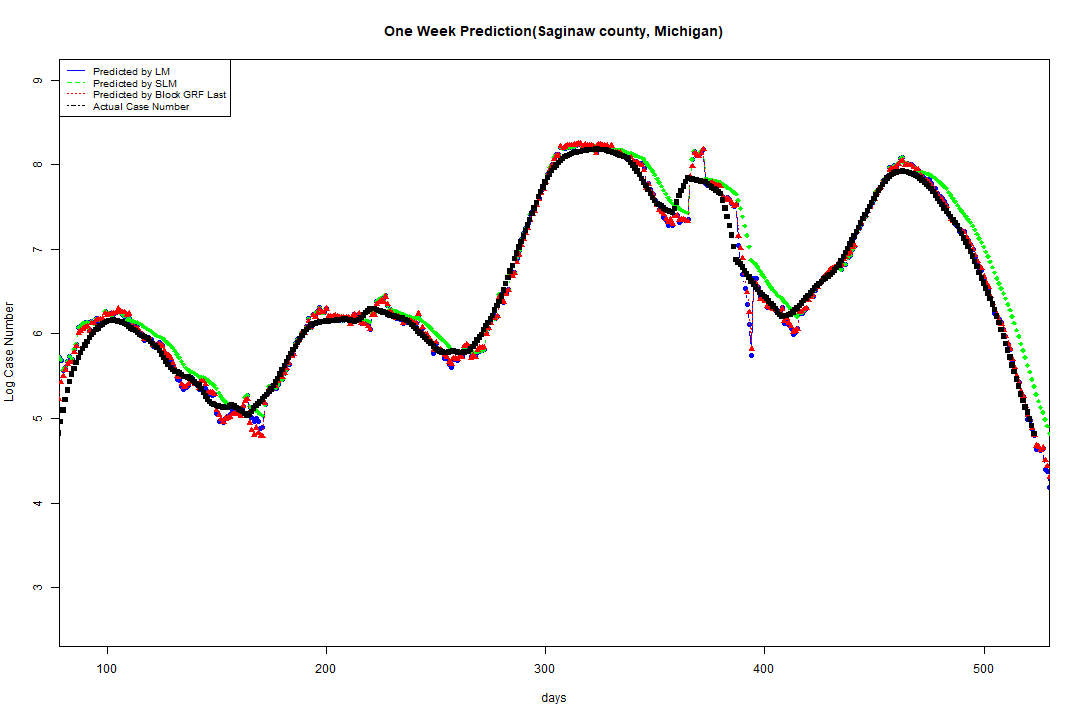 One Week Prediction(Saginaw county, Michigan)
Predicted by LM
Predicted by SLM
Predicted by Block GRF Last
Actual Case Number
Log Case Number
9
8
7
6
5
4
3
100 200 300 400 500
days